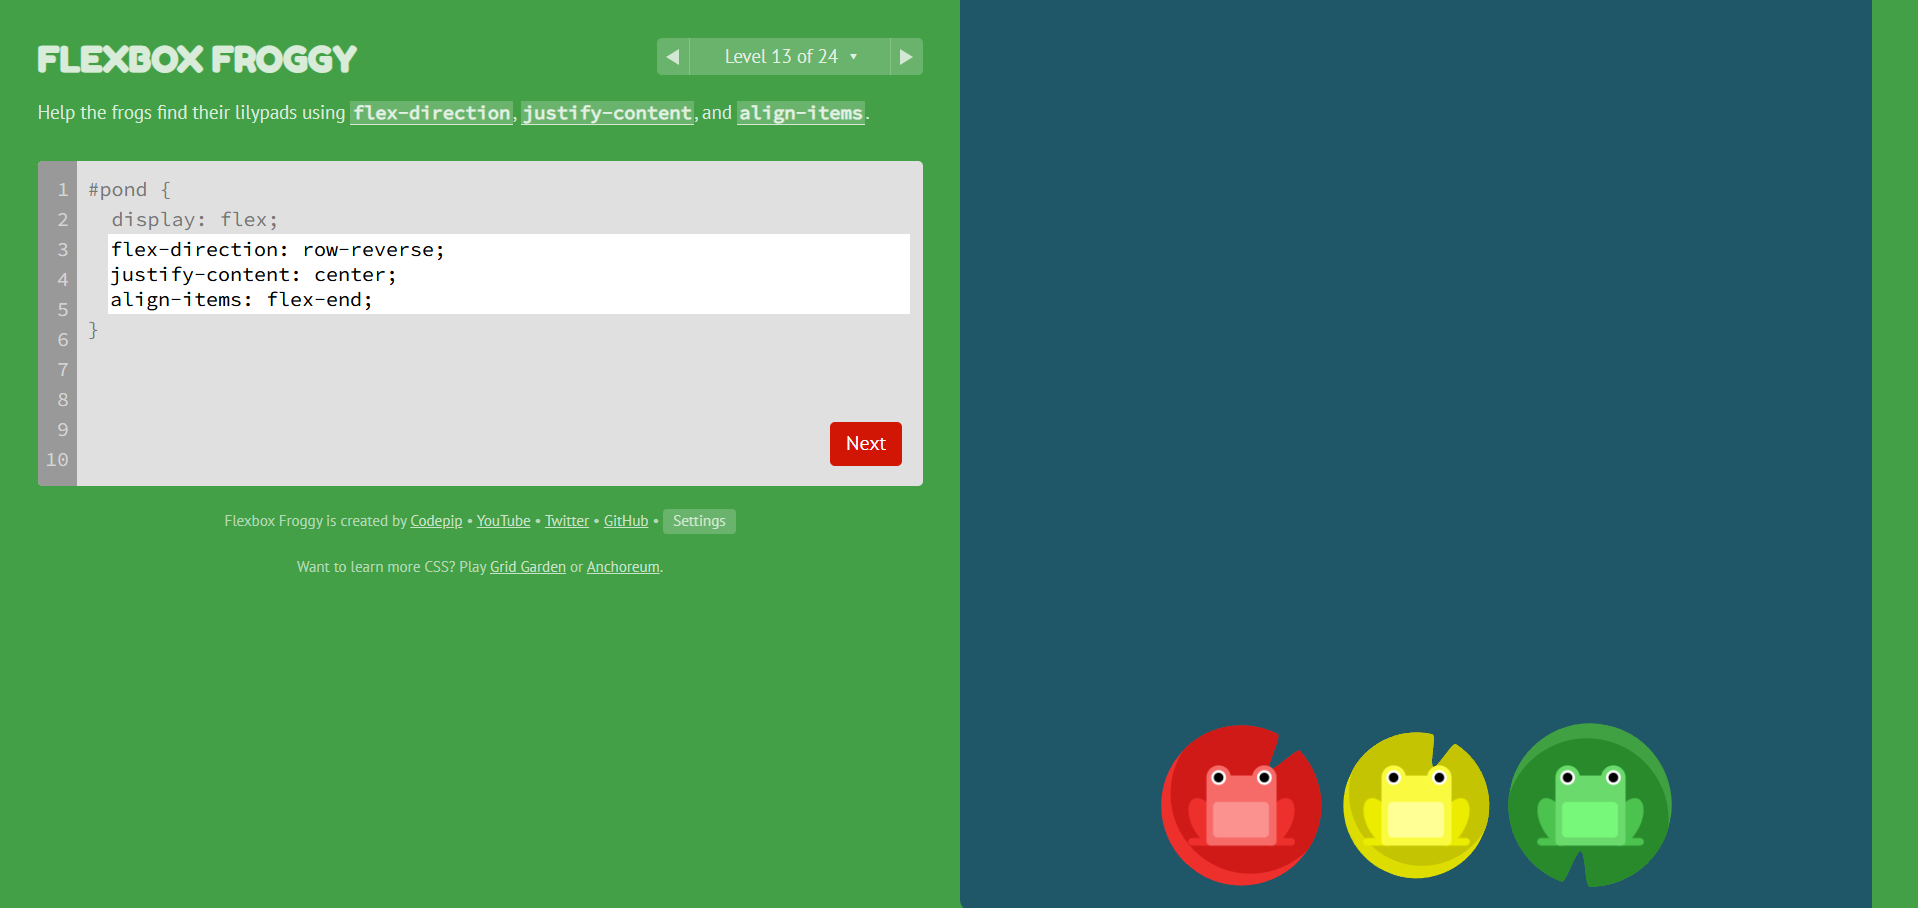 FLEXBOX FROGGY
◀ Level 13 of 24 ▼ ▶
Help the frogs find their lilypads using flex-direction, justify-content, and align-items.
1 #pond {
2 display: flex;
3 flex-direction: row-reverse;
4 justify-content: center;
5 align-items: flex-end;
6 }
7
8
9
10
Next
Flexbox Froggy is created by Codepip • YouTube • Twitter • GitHub • Settings
Want to learn more CSS? Play Grid Garden or Anchoreum.